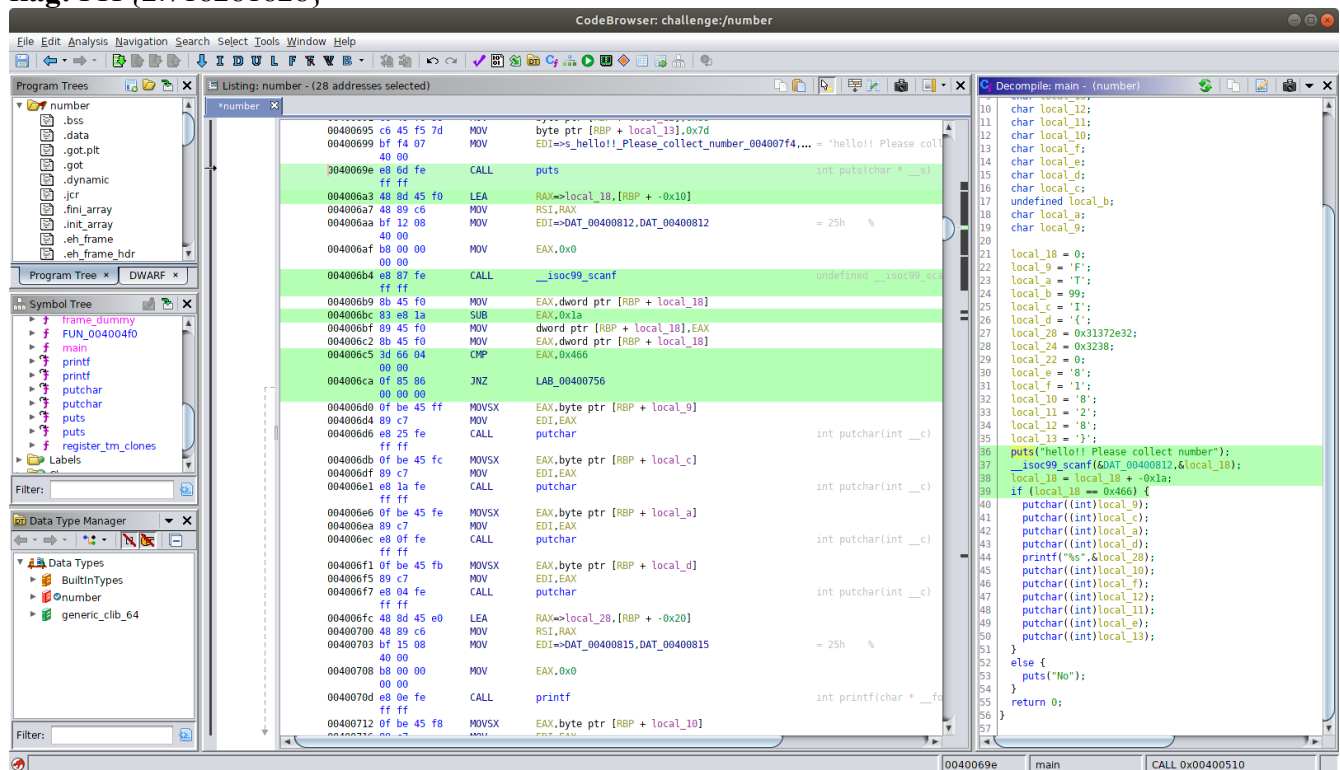 CodeBrowser: challenge:/number
File Edit Analysis Navigation Search Select Tools Window Help
I D U L F R V B
Program Trees
number
.bss
.data
.got.plt
.got
.dynamic
.jcr
.fini_array
.init_array
.eh_frame
.eh_frame_hdr
Program Tree × DWARF ×
Symbol Tree
frame_dummy
FUN_004004f0
main
printf
printf
putchar
putchar
puts
puts
register_tm_clones
Labels
Filter:
Data Type Manager
Data Types
BuiltInTypes
number
generic_clib_64
Filter:
Listing: number - (28 addresses selected)
*number
00400695 c6 45 f5 7d MOV byte ptr [RBP + local_13],0x7d
00400699 bf f4 07 MOV EDI=>s_hello!!_Please_collect_number_004007f4,... = "hello!! Please coll
40 00
0040069e e8 6d fe CALL puts int puts(char * __s)
ff ff
004006a3 48 8d 45 f0 LEA RAX=>local_18,[RBP + -0x10]
004006a7 48 89 c6 MOV RSI,RAX
004006aa bf 12 08 MOV EDI=>DAT_00400812,DAT_00400812 = 25h %
40 00
004006af b8 00 00 MOV EAX,0x0
00 00
004006b4 e8 87 fe CALL __isoc99_scanf undefined __isoc99_sca
ff ff
004006b9 8b 45 f0 MOV EAX,dword ptr [RBP + local_18]
004006bc 83 e8 1a SUB EAX,0x1a
004006bf 89 45 f0 MOV dword ptr [RBP + local_18],EAX
004006c2 8b 45 f0 MOV EAX,dword ptr [RBP + local_18]
004006c5 3d 66 04 CMP EAX,0x466
00 00
004006ca 0f 85 86 JNZ LAB_00400756
00 00 00
004006d0 0f be 45 ff MOVSX EAX,byte ptr [RBP + local_9]
004006d4 89 c7 MOV EDI,EAX
004006d6 e8 25 fe CALL putchar int putchar(int __c)
ff ff
004006db 0f be 45 fc MOVSX EAX,byte ptr [RBP + local_c]
004006df 89 c7 MOV EDI,EAX
004006e1 e8 1a fe CALL putchar int putchar(int __c)
ff ff
004006e6 0f be 45 fe MOVSX EAX,byte ptr [RBP + local_a]
004006ea 89 c7 MOV EDI,EAX
004006ec e8 0f fe CALL putchar int putchar(int __c)
ff ff
004006f1 0f be 45 fb MOVSX EAX,byte ptr [RBP + local_d]
004006f5 89 c7 MOV EDI,EAX
004006f7 e8 04 fe CALL putchar int putchar(int __c)
ff ff
004006fc 48 8d 45 e0 LEA RAX=>local_28,[RBP + -0x20]
00400700 48 89 c6 MOV RSI,RAX
00400703 bf 15 08 MOV EDI=>DAT_00400815,DAT_00400815 = 25h %
40 00
00400708 b8 00 00 MOV EAX,0x0
00 00
0040070d e8 0e fe CALL printf int printf(char * __fo
ff ff
00400712 0f be 45 f8 MOVSX EAX,byte ptr [RBP + local_10]
Decompile: main - (number)
10 char local_12;
11 char local_11;
12 char local_10;
13 char local_f;
14 char local_e;
15 char local_d;
16 char local_c;
17 undefined local_b;
18 char local_a;
19 char local_9;
20
21 local_18 = 0;
22 local_9 = 'F';
23 local_a = 'T';
24 local_b = 99;
25 local_c = 'I';
26 local_d = '{';
27 local_28 = 0x31372e32;
28 local_24 = 0x3238;
29 local_22 = 0;
30 local_e = '8';
31 local_f = '1';
32 local_10 = '8';
33 local_11 = '2';
34 local_12 = '8';
35 local_13 = '}';
36 puts("hello!! Please collect number");
37 __isoc99_scanf(&DAT_00400812,&local_18);
38 local_18 = local_18 + -0x1a;
39 if (local_18 == 0x466) {
40 putchar((int)local_9);
41 putchar((int)local_c);
42 putchar((int)local_a);
43 putchar((int)local_d);
44 printf("%s",&local_28);
45 putchar((int)local_10);
46 putchar((int)local_f);
47 putchar((int)local_12);
48 putchar((int)local_11);
49 putchar((int)local_e);
50 putchar((int)local_13);
51 }
52 else {
53 puts("No");
54 }
55 return 0;
56 }
57
0040069e main CALL 0x00400510